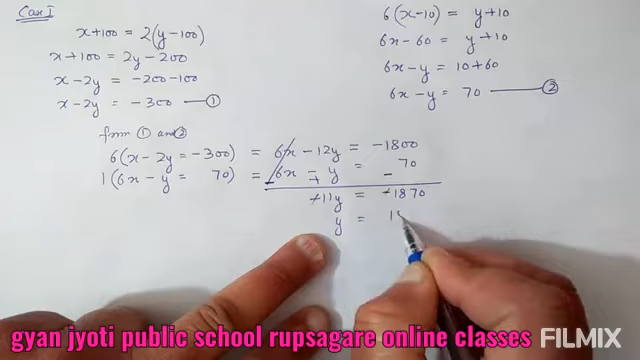 Case I
x+100 = 2(y-100)
x+100 = 2y-200
x-2y = -200-100
x-2y = -300 ——①
6(x-10) = y+10
6x-60 = y+10
6x-y = 10+60
6x-y = 70 ——②
from ① and ②
6(x-2y = -300) = 6x-12y = -1800
1(6x-y = 70) = 6x - y = 70
- + -
-11y = -1870
y = 1
gyan jyoti public school rupsagare online classes
FILMIX